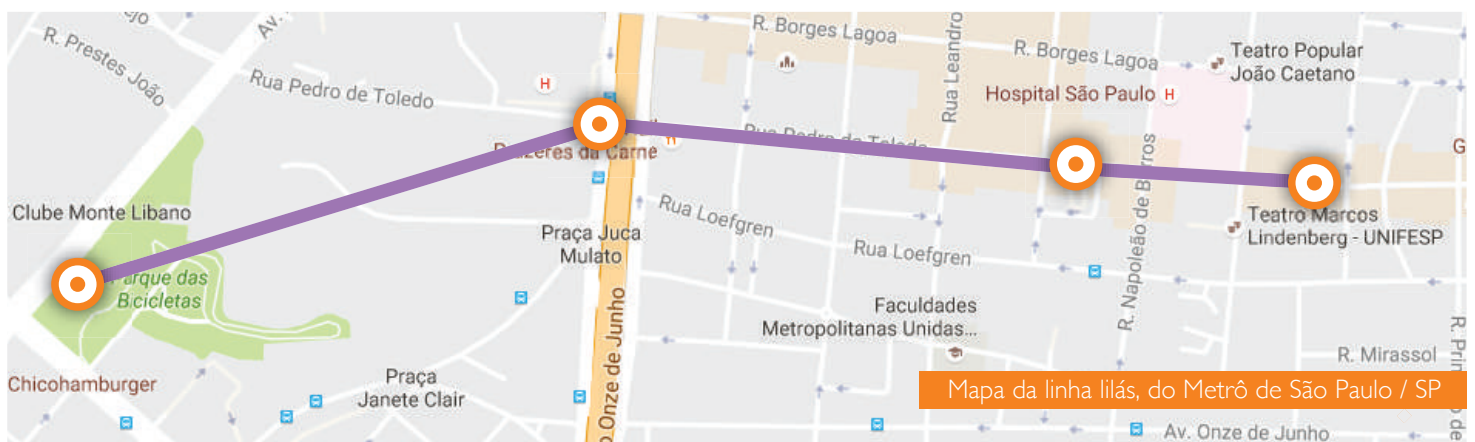 R. Borges Lagoa
R. Borges Lagoa
Teatro Popular
João Caetano
R. Prestes João
Av.
Rua Pedro de Toledo
H
H
Rua Leandro
Hospital São Paulo
H
Rua Pedro de Toledo
da Carne
G
Clube Monte Libano
Rua Loefgren
Praça Juca
Mulato
Rua Loefgren
R. Napoleão de Barros
Teatro Marcos
Lindenberg - UNIFESP
Parque das
Bicicletas
Onze de Junho
Faculdades
Metropolitanas Unidas...
R. Mirassol
Chicohamburger
Praça
Janete Clair
Mapa da linha lilás, do Metrô de São Paulo / SP
Av. Onze de Junho